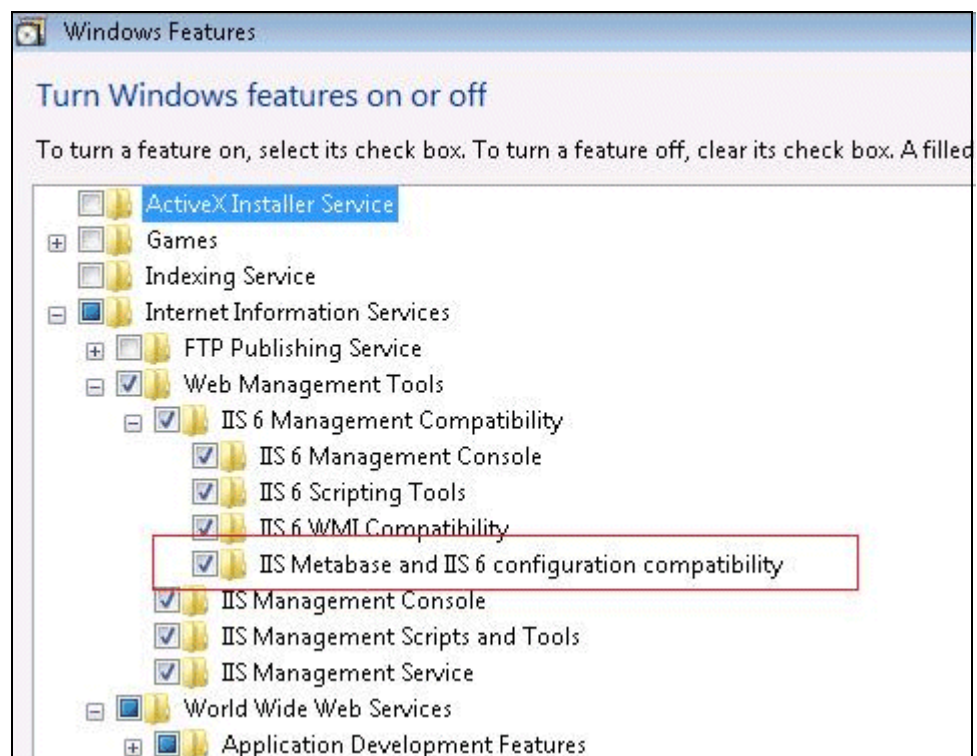 Windows Features
Turn Windows features on or off
To turn a feature on, select its check box. To turn a feature off, clear its check box. A filled
ActiveX Installer Service
Games
Indexing Service
Internet Information Services
FTP Publishing Service
Web Management Tools
IIS 6 Management Compatibility
IIS 6 Management Console
IIS 6 Scripting Tools
IIS 6 WMI Compatibility
IIS Metabase and IIS 6 configuration compatibility
IIS Management Console
IIS Management Scripts and Tools
IIS Management Service
World Wide Web Services
Application Development Features